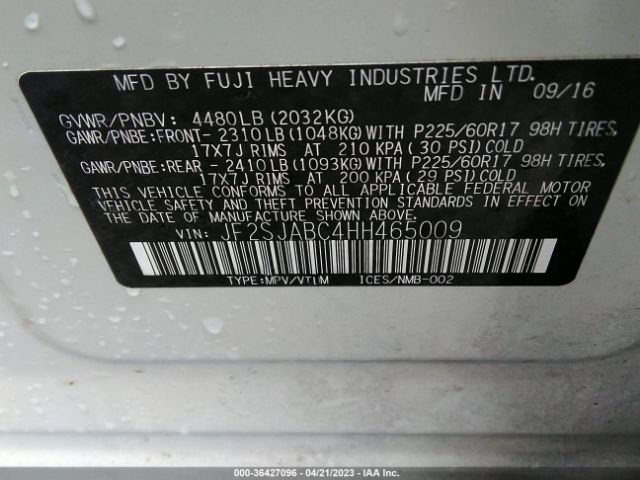 MFD BY FUJI HEAVY INDUSTRIES LTD.
MFD IN 09/16
GVWR/PNBV: 4480LB(2032KG)
GAWR/PNBE:FRONT-2310LB(1048KG)WITH P225/60R17 98H TIRES,
17X7J RIMS AT 210 KPA(30 PSI)COLD
GAWR/PNBE:REAR -2410LB(1093KG)WITH P225/60R17 98H TIRES,
17X7J RIMS AT 200 KPA(29 PSI)COLD
THIS VEHICLE CONFORMS TO ALL APPLICABLE FEDERAL MOTOR
VEHICLE SAFETY AND THEFT PREVENTION STANDARDS IN EFFECT ON
THE DATE OF MANUFACTURE SHOWN ABOVE.
VIN: JF2SJABC4HH465009
TYPE:MPV/VTUM ICES/NMB-002
000-36427096 - 04/21/2023 - IAA Inc.